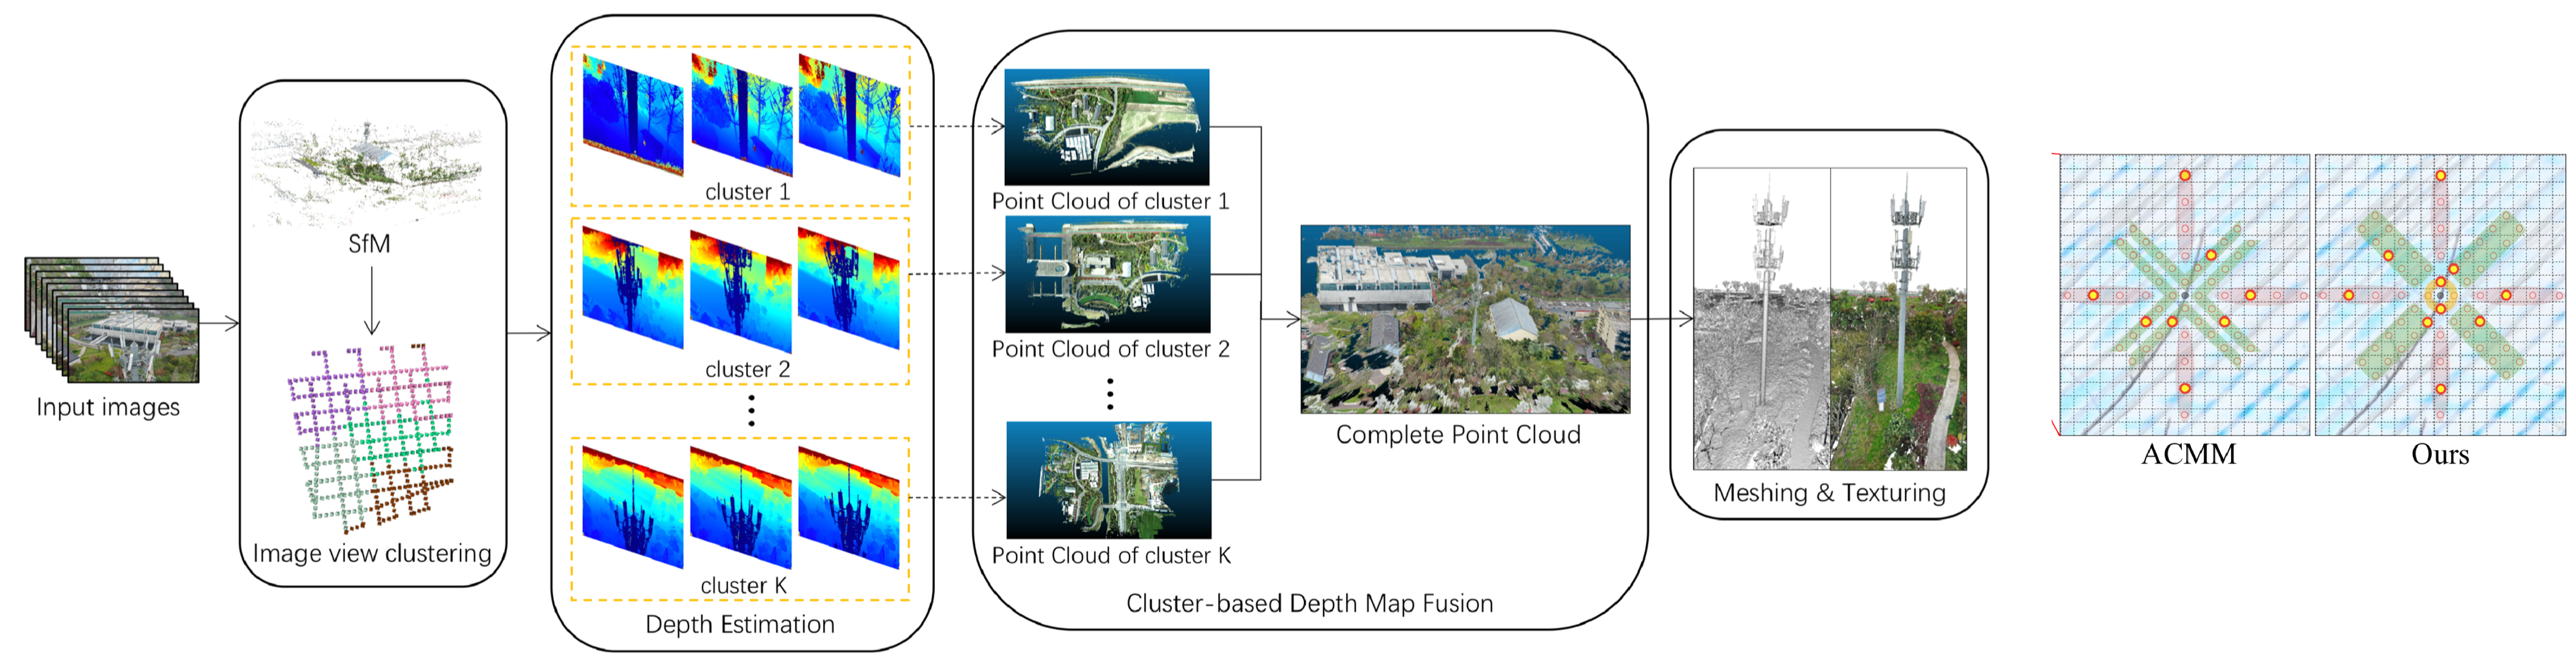 Input images
SfM
Image view clustering
cluster 1
cluster 2
cluster K
Depth Estimation
Point Cloud of cluster 1
Point Cloud of cluster 2
Point Cloud of cluster K
Complete Point Cloud
Cluster-based Depth Map Fusion
Meshing & Texturing
ACMM
Ours